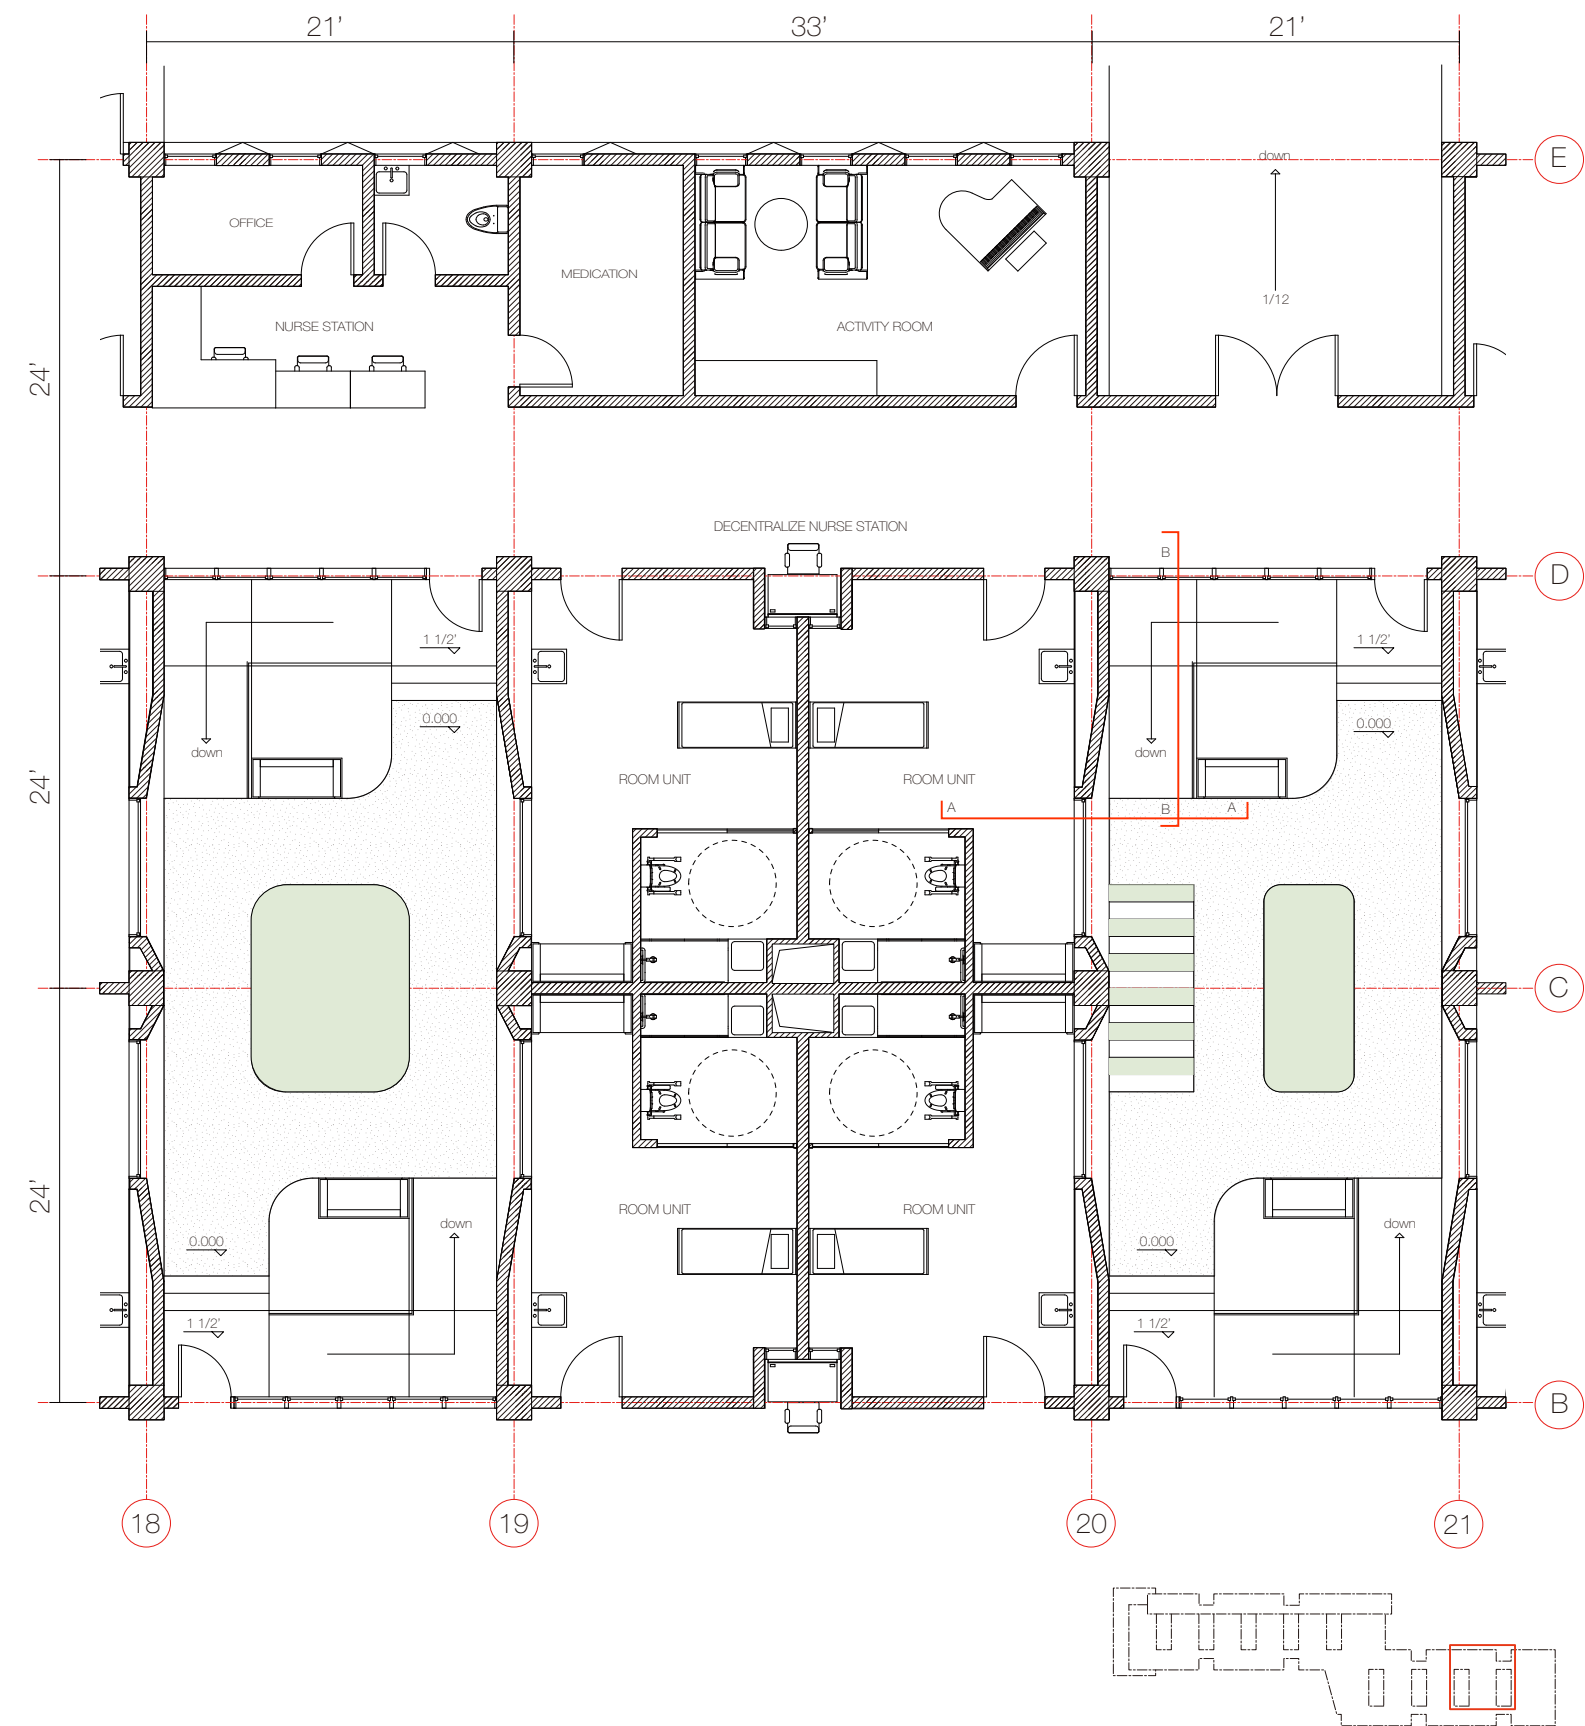 21'
33'
21'
E
down
OFFICE
MEDICATION
1/12
NURSE STATION
ACTIVITY ROOM
24'
DECENTRALIZE NURSE STATION
B
D
1 1/2'
1 1/2'
0.000
0.000
down
down
24'
ROOM UNIT
ROOM UNIT
A
B
A
C
24'
ROOM UNIT
ROOM UNIT
down
down
0.000
0.000
1 1/2'
1 1/2'
B
18
19
20
21